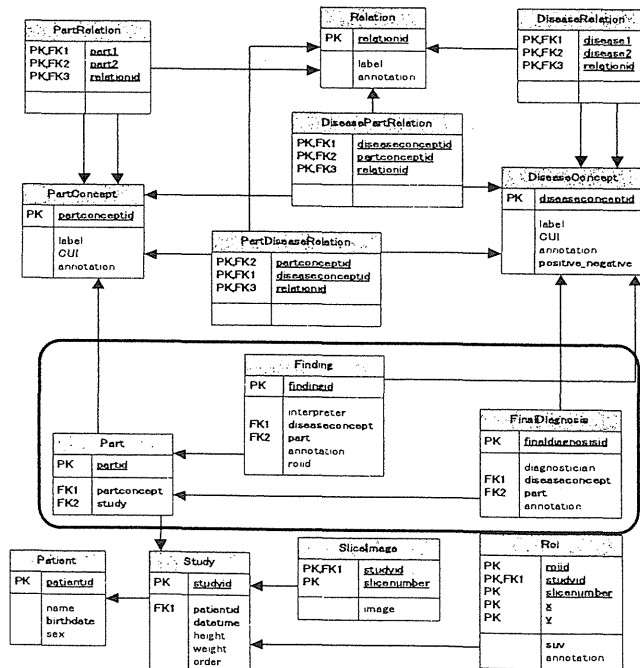 PartRelation
PK,FK1 part1
PK,FK2 part2
PK,FK3 relationid
Relation
PK relationid
label
annotation
DiseaseRelation
PK,FK1 disease1
PK,FK2 disease2
PK,FK3 relationid
DiseasePartRelation
PK,FK1 diseaseconceptid
PK,FK2 partconceptid
PK,FK3 relationid
PartConcept
PK partconceptid
label
CUI
annotation
DiseaseConcept
PK diseaseconceptid
label
CUI
annotation
positive_negative
PartDiseaseRelation
PK,FK2 partconceptid
PK,FK1 diseaseconceptid
PK,FK3 relationid
Finding
PK findingid
interpreter
FK1 diseaseconcept
FK2 part
annotation
roiid
FinalDiagnosis
PK finaldiagnosisid
diagnostician
FK1 diseaseconcept
FK2 part
annotation
Part
PK partid
FK1 partconcept
FK2 study
Patient
PK patientid
name
birthdate
sex
Study
PK studyid
FK1 patientid
datetime
height
weight
order
SliceImage
PK,FK1 studyid
PK slicenumber
image
RoI
PK roiid
PK,FK1 studyid
PK slicenumber
PK x
PK y
suv
annotation